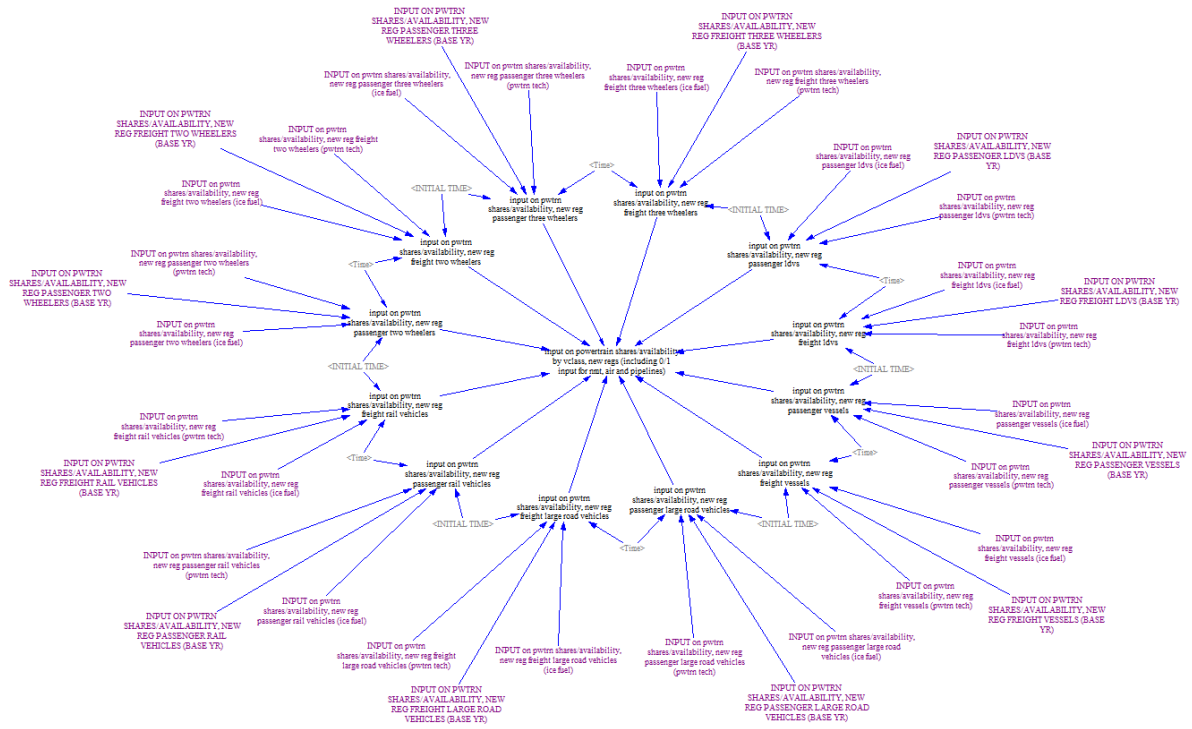 INPUT ON PWTRN
SHARES/AVAILABILITY, NEW
REG PASSENGER THREE
WHEELERS (BASE YR)
INPUT ON PWTRN
SHARES/AVAILABILITY, NEW
REG FREIGHT THREE WHEELERS
(BASE YR)
INPUT on pwtrn shares/availability,
new reg passenger three wheelers
(ice fuel)
INPUT on pwtrn shares/availability,
new reg passenger three wheelers
(pwtrn tech)
INPUT on pwtrn
shares/availability, new reg
freight three wheelers (ice fuel)
INPUT on pwtrn shares/availability,
new reg freight three wheelers
(pwtrn tech)
INPUT ON PWTRN
SHARES/AVAILABILITY, NEW
REG FREIGHT TWO WHEELERS
(BASE YR)
INPUT on pwtrn
shares/availability, new reg freight
two wheelers (pwtrn tech)
INPUT on pwtrn
shares/availability, new reg
passenger ldvs (ice fuel)
INPUT ON PWTRN
SHARES/AVAILABILITY, NEW
REG PASSENGER LDVS (BASE
YR)
<Time>
INPUT on pwtrn
shares/availability, new reg
freight two wheelers (ice fuel)
<INITIAL TIME>
input on pwtrn
shares/availability, new reg
passenger three wheelers
input on pwtrn
shares/availability, new reg
freight three wheelers
<INITIAL TIME>
INPUT on pwtrn
shares/availability, new reg
passenger ldvs (pwtrn tech)
input on pwtrn
shares/availability, new reg
freight two wheelers
input on pwtrn
shares/availability, new reg
passenger ldvs
INPUT on pwtrn shares/availability,
new reg passenger two wheelers
(pwtrn tech)
<Time>
<Time>
INPUT on pwtrn
shares/availability, new reg
freight ldvs (ice fuel)
INPUT ON PWTRN
SHARES/AVAILABILITY, NEW
REG PASSENGER TWO
WHEELERS (BASE YR)
INPUT ON PWTRN
SHARES/AVAILABILITY, NEW
REG FREIGHT LDVS (BASE YR)
INPUT on pwtrn
shares/availability, new reg
passenger two wheelers (ice fuel)
input on pwtrn
shares/availability, new reg
passenger two wheelers
input on pwtrn
shares/availability, new reg
freight ldvs
INPUT on pwtrn
shares/availability, new reg
freight ldvs (pwtrn tech)
input on powertrain shares/availability
by vclass, new regs (including 0/1
input for nmt, air and pipelines)
<INITIAL TIME>
<INITIAL TIME>
input on pwtrn
shares/availability, new reg
freight rail vehicles
input on pwtrn
shares/availability, new reg
passenger vessels
INPUT on pwtrn
shares/availability, new reg
freight rail vehicles (pwtrn tech)
INPUT on pwtrn
shares/availability, new reg
passenger vessels (ice fuel)
<Time>
<Time>
INPUT ON PWTRN
SHARES/AVAILABILITY, NEW
REG FREIGHT RAIL VEHICLES
(BASE YR)
INPUT on pwtrn
shares/availability, new reg
freight rail vehicles (ice fuel)
input on pwtrn
shares/availability, new reg
passenger rail vehicles
input on pwtrn
shares/availability, new reg
freight vessels
INPUT on pwtrn
shares/availability, new reg
passenger vessels (pwtrn tech)
INPUT ON PWTRN
SHARES/AVAILABILITY, NEW
REG PASSENGER VESSELS
(BASE YR)
input on pwtrn
shares/availability, new reg
freight large road vehicles
input on pwtrn
shares/availability, new reg
passenger large road vehicles
<INITIAL TIME>
<INITIAL TIME>
<Time>
INPUT on pwtrn shares/availability,
new reg passenger rail vehicles
(pwtrn tech)
INPUT on pwtrn
shares/availability, new reg
freight vessels (ice fuel)
INPUT on pwtrn
shares/availability, new reg
freight vessels (pwtrn tech)
INPUT ON PWTRN
SHARES/AVAILABILITY, NEW
REG PASSENGER RAIL
VEHICLES (BASE YR)
INPUT on pwtrn
shares/availability, new reg
passenger rail vehicles (ice fuel)
INPUT ON PWTRN
SHARES/AVAILABILITY, NEW
REG FREIGHT VESSELS (BASE
YR)
INPUT on pwtrn
shares/availability, new reg freight
large road vehicles (pwtrn tech)
INPUT on pwtrn shares/availability,
new reg freight large road vehicles
(ice fuel)
INPUT on pwtrn
shares/availability, new reg
passenger large road vehicles
(pwtrn tech)
INPUT on pwtrn shares/availability,
new reg passenger large road
vehicles (ice fuel)
INPUT ON PWTRN
SHARES/AVAILABILITY, NEW
REG FREIGHT LARGE ROAD
VEHICLES (BASE YR)
INPUT ON PWTRN
SHARES/AVAILABILITY, NEW
REG PASSENGER LARGE ROAD
VEHICLES (BASE YR)